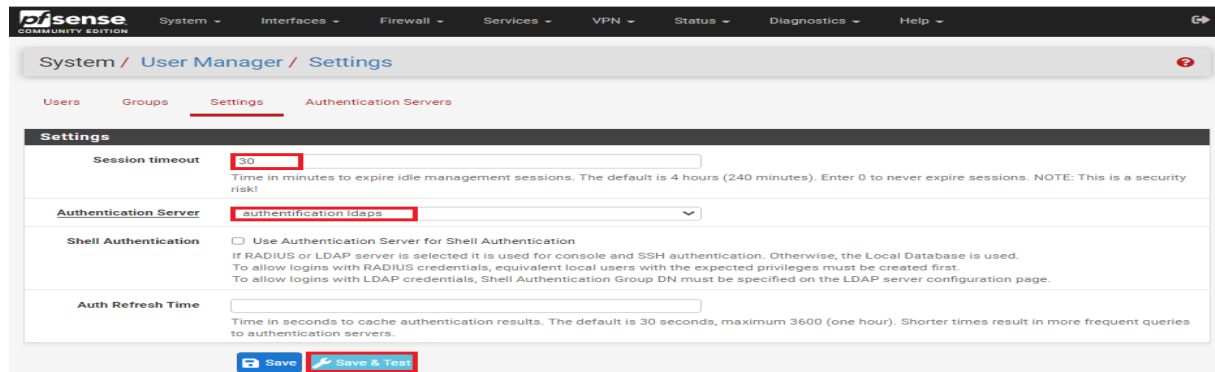 pfsense
COMMUNITY EDITION
System Interfaces Firewall Services VPN Status Diagnostics Help
System / User Manager / Settings
Users Groups Settings Authentication Servers
Settings
Session timeout 30
Time in minutes to expire idle management sessions. The default is 4 hours (240 minutes). Enter 0 to never expire sessions. NOTE: This is a security
risk!
Authentication Server authentification ldaps
Shell Authentication Use Authentication Server for Shell Authentication
If RADIUS or LDAP server is selected it is used for console and SSH authentication. Otherwise, the Local Database is used.
To allow logins with RADIUS credentials, equivalent local users with the expected privileges must be created first.
To allow logins with LDAP credentials, Shell Authentication Group DN must be specified on the LDAP server configuration page.
Auth Refresh Time
Time in seconds to cache authentication results. The default is 30 seconds, maximum 3600 (one hour). Shorter times result in more frequent queries
to authentication servers.
Save Save & Test